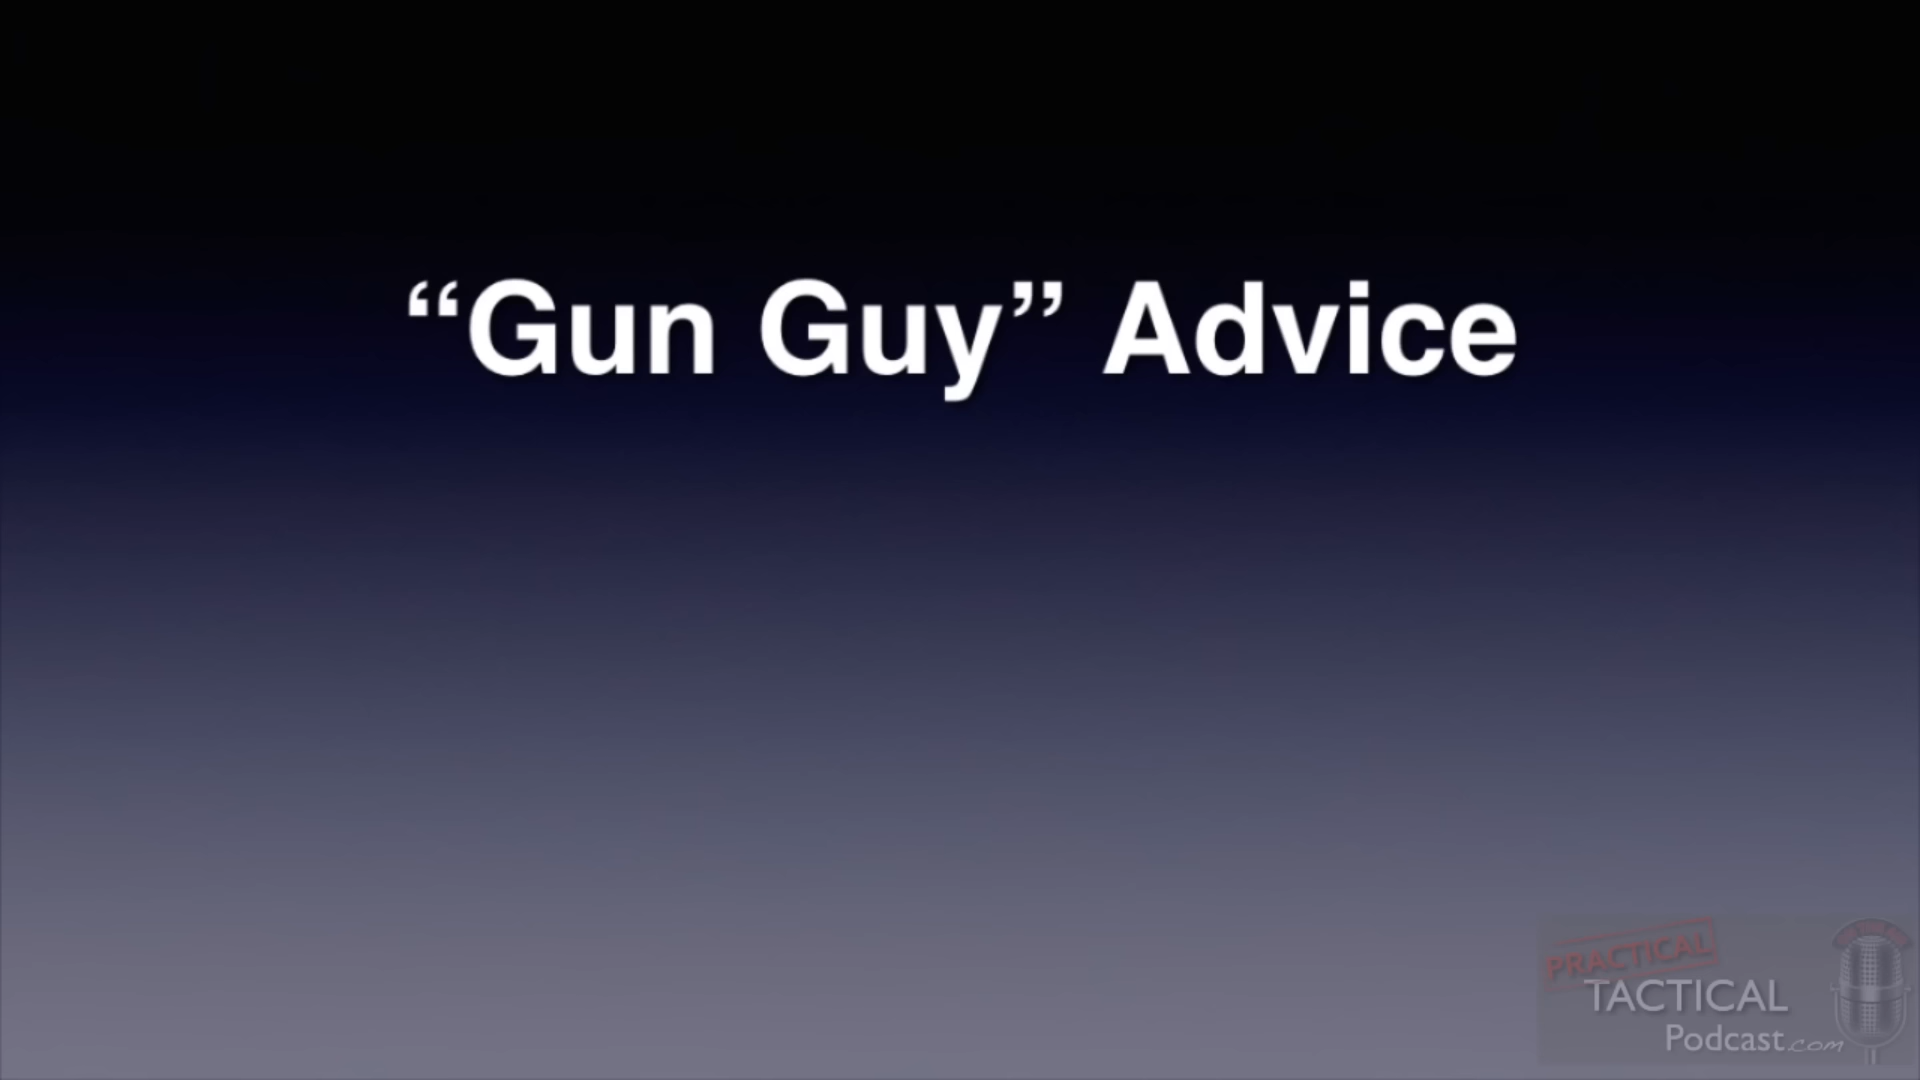 “Gun Guy” Advice
PRACTICAL
TACTICAL
Podcast.com